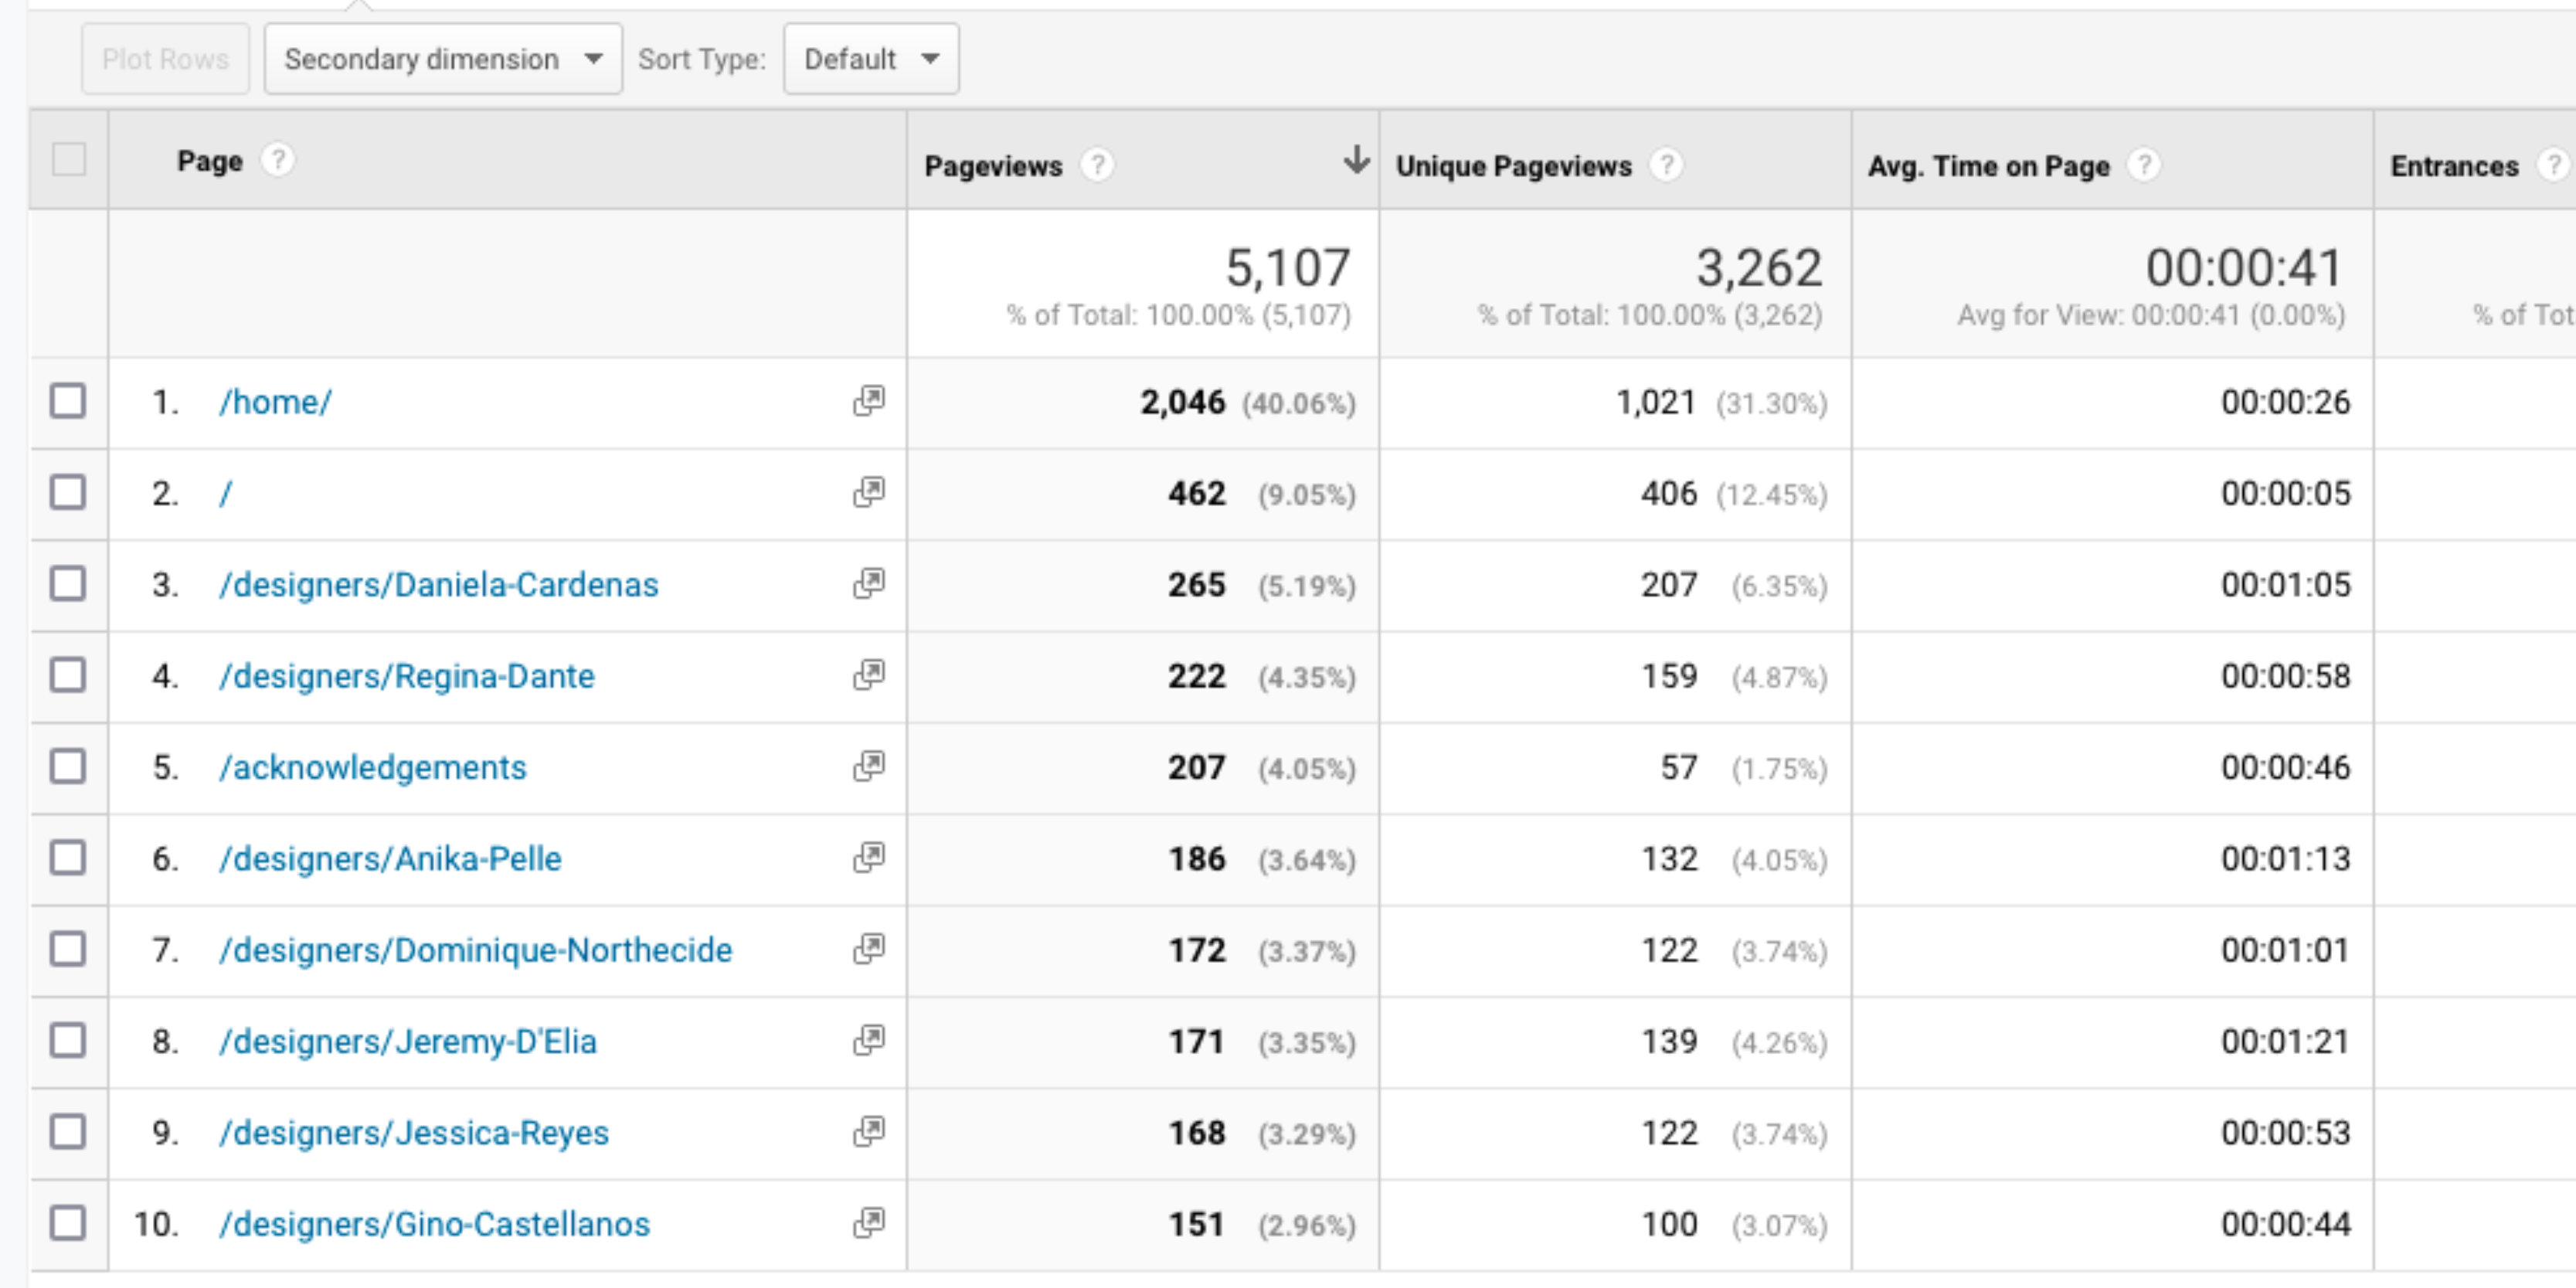 Plot Rows Secondary dimension Sort Type: Default
Page ? Pageviews ? Unique Pageviews ? Avg. Time on Page ? Entrances ?
5,107 3,262 00:00:41
% of Total: 100.00% (5,107) % of Total: 100.00% (3,262) Avg for View: 00:00:41 (0.00%) % of Tot
1. /home/ 2,046 (40.06%) 1,021 (31.30%) 00:00:26
2. / 462 (9.05%) 406 (12.45%) 00:00:05
3. /designers/Daniela-Cardenas 265 (5.19%) 207 (6.35%) 00:01:05
4. /designers/Regina-Dante 222 (4.35%) 159 (4.87%) 00:00:58
5. /acknowledgements 207 (4.05%) 57 (1.75%) 00:00:46
6. /designers/Anika-Pelle 186 (3.64%) 132 (4.05%) 00:01:13
7. /designers/Dominique-Northecide 172 (3.37%) 122 (3.74%) 00:01:01
8. /designers/Jeremy-D'Elia 171 (3.35%) 139 (4.26%) 00:01:21
9. /designers/Jessica-Reyes 168 (3.29%) 122 (3.74%) 00:00:53
10. /designers/Gino-Castellanos 151 (2.96%) 100 (3.07%) 00:00:44